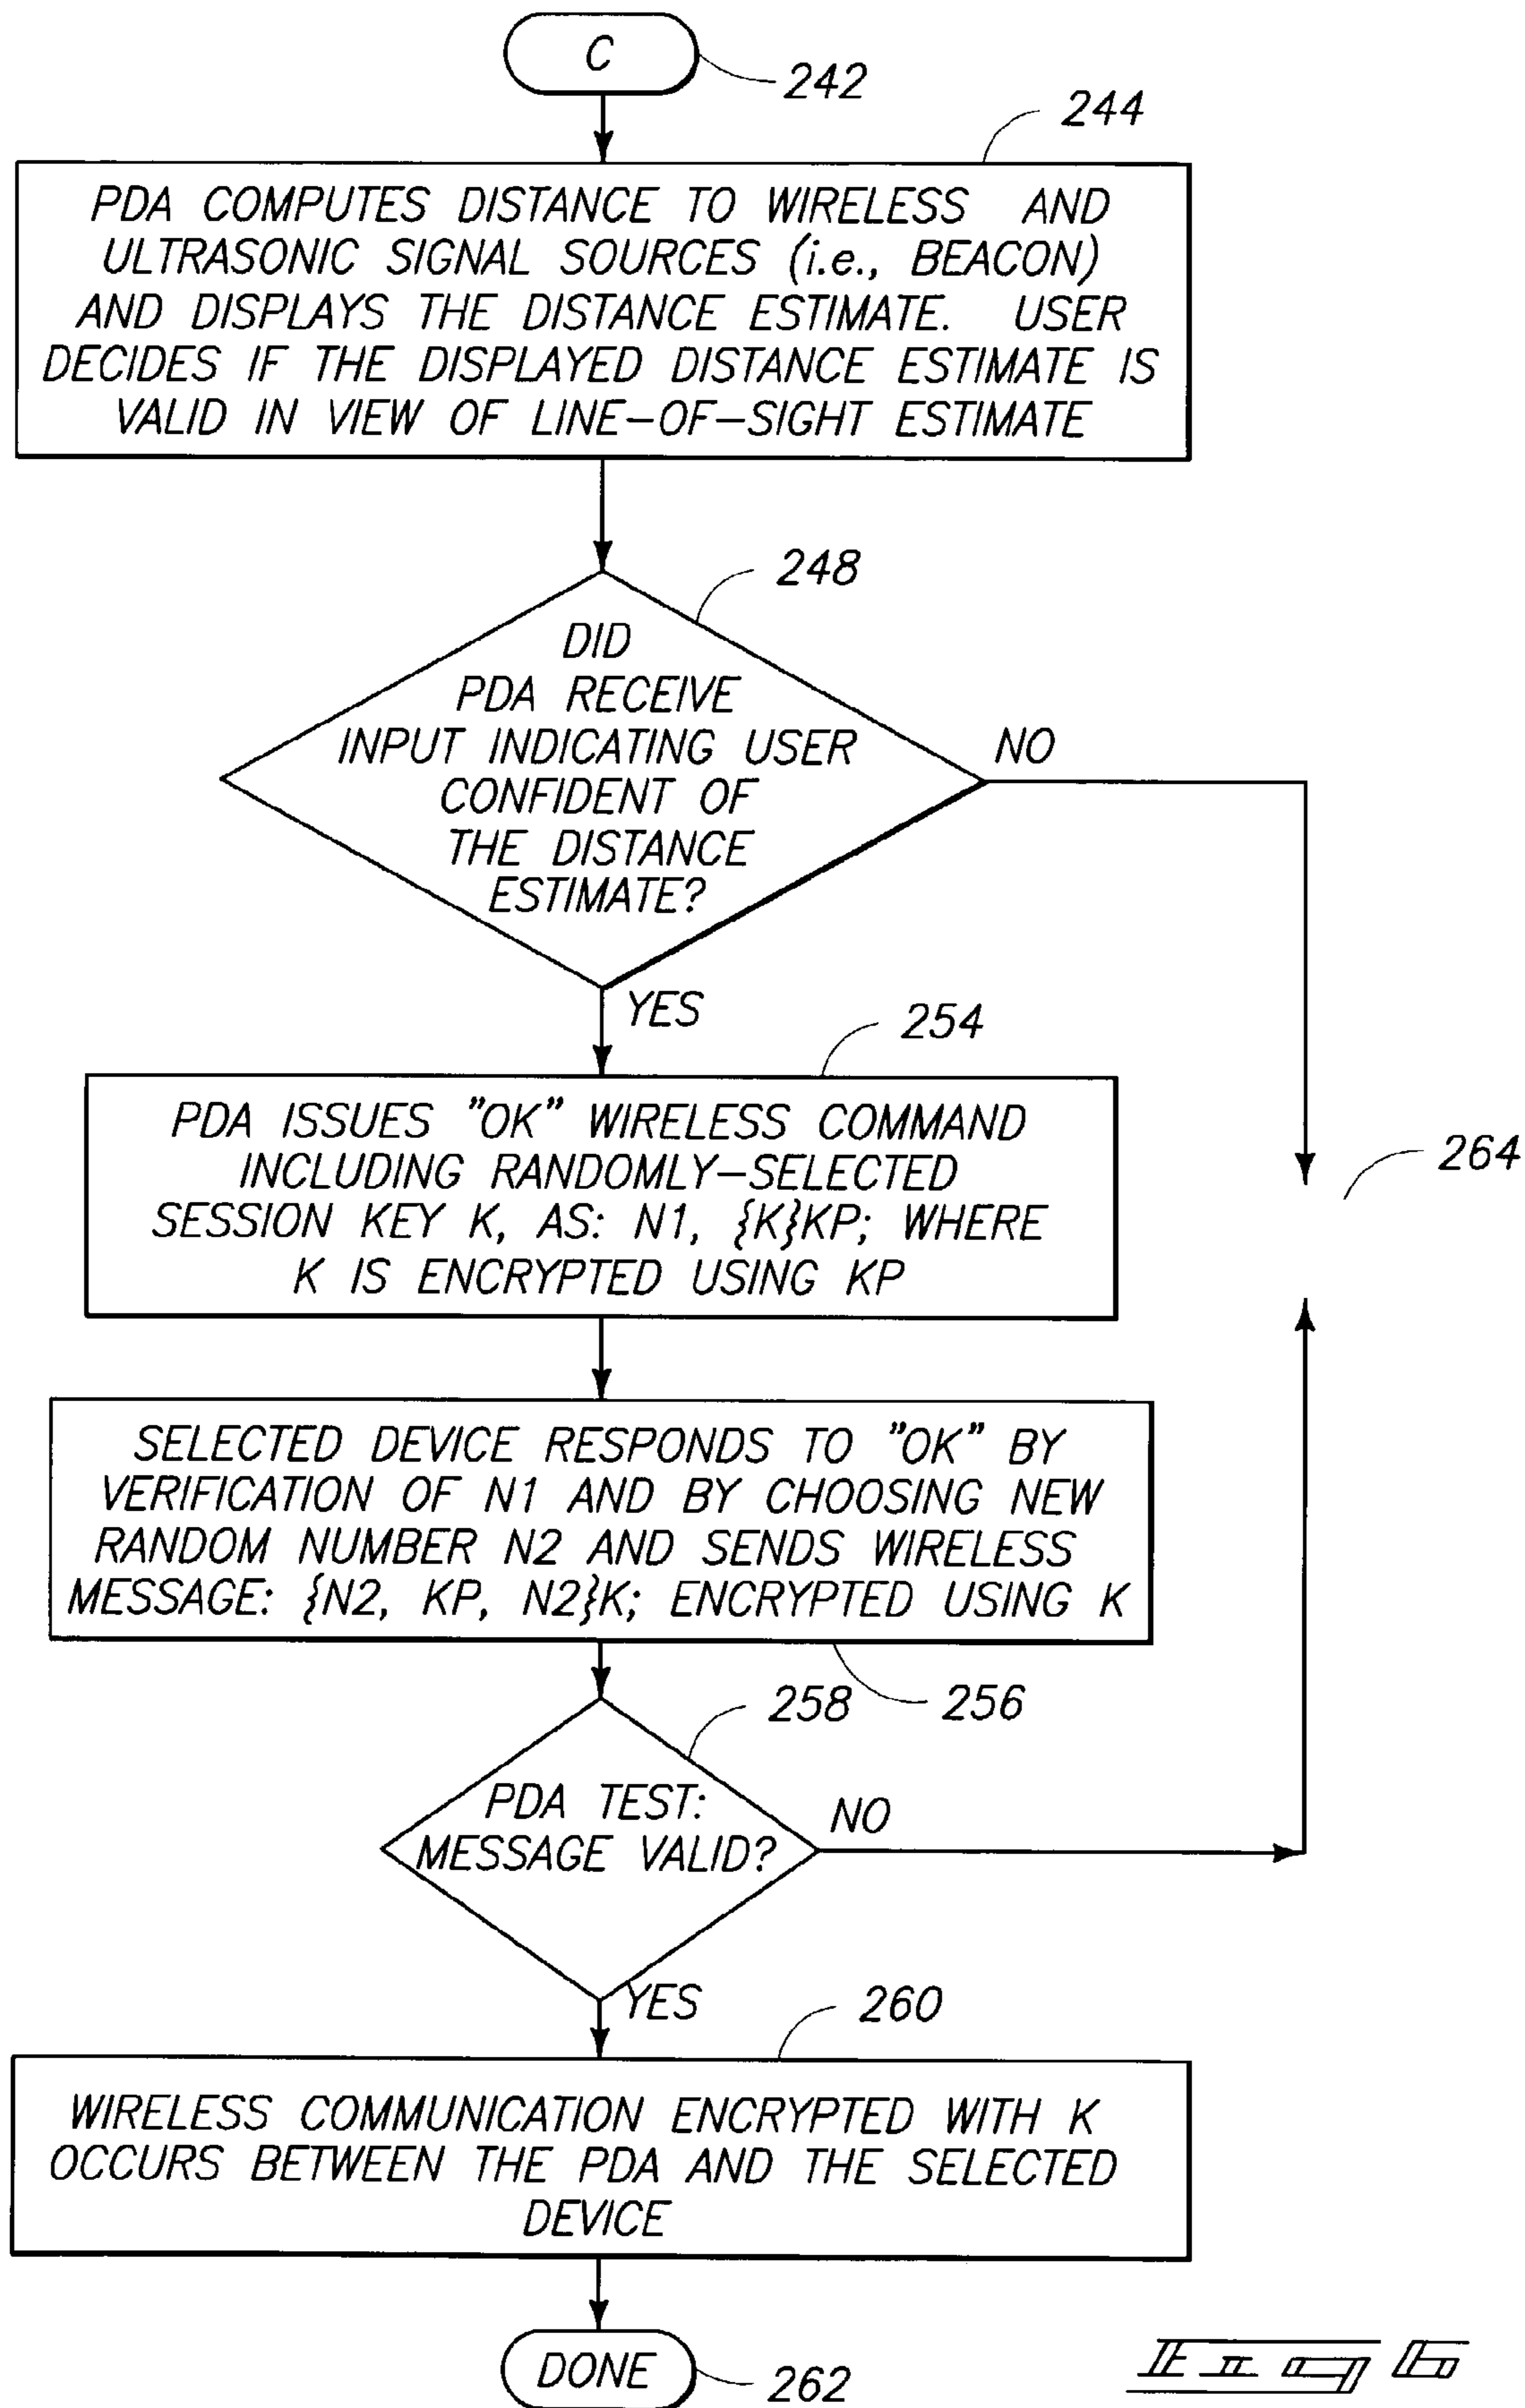 C
242
244
PDA COMPUTES DISTANCE TO WIRELESS AND
ULTRASONIC SIGNAL SOURCES (i.e., BEACON)
AND DISPLAYS THE DISTANCE ESTIMATE. USER
DECIDES IF THE DISPLAYED DISTANCE ESTIMATE IS
VALID IN VIEW OF LINE-OF-SIGHT ESTIMATE
248
DID
PDA RECEIVE
INPUT INDICATING USER
CONFIDENT OF
THE DISTANCE
ESTIMATE?
NO
YES
254
PDA ISSUES "OK" WIRELESS COMMAND
INCLUDING RANDOMLY-SELECTED
SESSION KEY K, AS: N1, {K}KP; WHERE
K IS ENCRYPTED USING KP
264
SELECTED DEVICE RESPONDS TO "OK" BY
VERIFICATION OF N1 AND BY CHOOSING NEW
RANDOM NUMBER N2 AND SENDS WIRELESS
MESSAGE: {N2, KP, N2}K; ENCRYPTED USING K
256
258
PDA TEST:
MESSAGE VALID?
NO
YES
260
WIRELESS COMMUNICATION ENCRYPTED WITH K
OCCURS BETWEEN THE PDA AND THE SELECTED
DEVICE
DONE
262
Fig 6